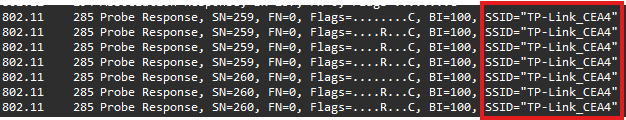 802.11 285 Probe Response, SN=259, FN=0, Flags=........C, BI=100, SSID="TP-Link_CEA4"
802.11 285 Probe Response, SN=259, FN=0, Flags=....R...C, BI=100, SSID="TP-Link_CEA4"
802.11 285 Probe Response, SN=259, FN=0, Flags=....R...C, BI=100, SSID="TP-Link_CEA4"
802.11 285 Probe Response, SN=259, FN=0, Flags=....R...C, BI=100, SSID="TP-Link_CEA4"
802.11 285 Probe Response, SN=260, FN=0, Flags=........C, BI=100, SSID="TP-Link_CEA4"
802.11 285 Probe Response, SN=260, FN=0, Flags=....R...C, BI=100, SSID="TP-Link_CEA4"
802.11 285 Probe Response, SN=260, FN=0, Flags=....R...C, BI=100, SSID="TP-Link_CEA4"